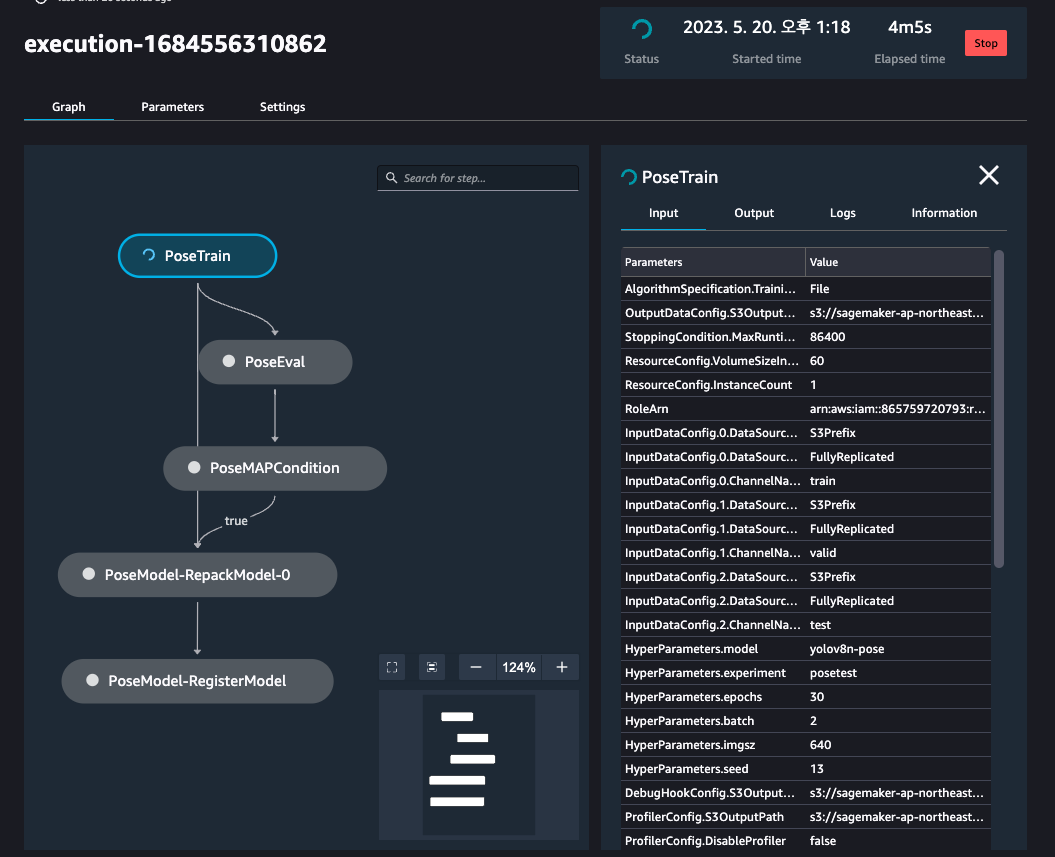 less than 20 seconds ago
execution-1684556310862
2023. 5. 20. 오후 1:18
4m5s
Stop
Status
Started time
Elapsed time
Graph
Parameters
Settings
Search for step...
PoseTrain
PoseEval
PoseMAPCondition
true
PoseModel-RepackModel-0
PoseModel-RegisterModel
124%
PoseTrain
Input
Output
Logs
Information
Parameters Value
AlgorithmSpecification.Traini... File
OutputDataConfig.S3Output... s3://sagemaker-ap-northeast...
StoppingCondition.MaxRunti... 86400
ResourceConfig.VolumeSizeIn... 60
ResourceConfig.InstanceCount 1
RoleArn arn:aws:iam::865759720793:r...
InputDataConfig.0.DataSourc... S3Prefix
InputDataConfig.0.DataSourc... FullyReplicated
InputDataConfig.0.ChannelNa... train
InputDataConfig.1.DataSourc... S3Prefix
InputDataConfig.1.DataSourc... FullyReplicated
InputDataConfig.1.ChannelNa... valid
InputDataConfig.2.DataSourc... S3Prefix
InputDataConfig.2.DataSourc... FullyReplicated
InputDataConfig.2.ChannelNa... test
HyperParameters.model yolov8n-pose
HyperParameters.experiment posetest
HyperParameters.epochs 30
HyperParameters.batch 2
HyperParameters.imgsz 640
HyperParameters.seed 13
DebugHookConfig.S3Output... s3://sagemaker-ap-northeast...
ProfilerConfig.S3OutputPath s3://sagemaker-ap-northeast...
ProfilerConfig.DisableProfiler false